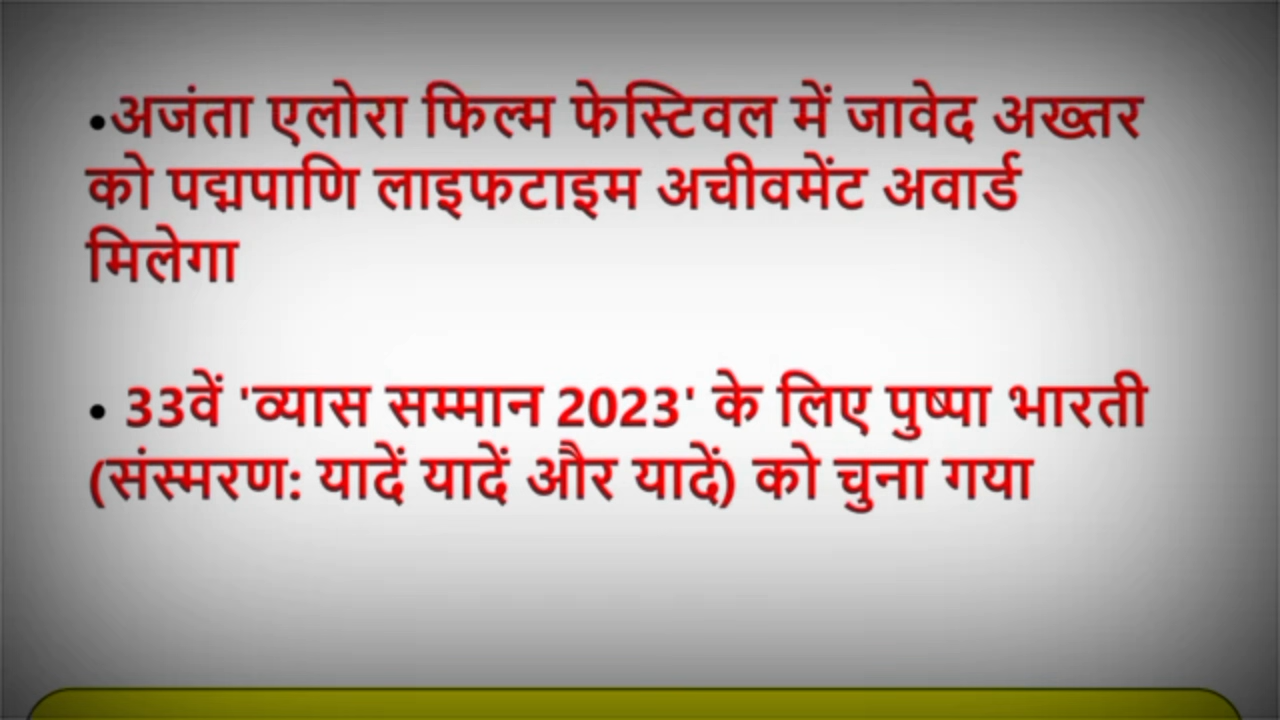 •अजंता एलोरा फिल्म फेस्टिवल में जावेद अख्तर
को पद्मपाणि लाइफटाइम अचीवमेंट अवार्ड
मिलेगा
• 33वें 'व्यास सम्मान 2023' के लिए पुष्पा भारती
(संस्मरण: यादें यादें और यादें) को चुना गया